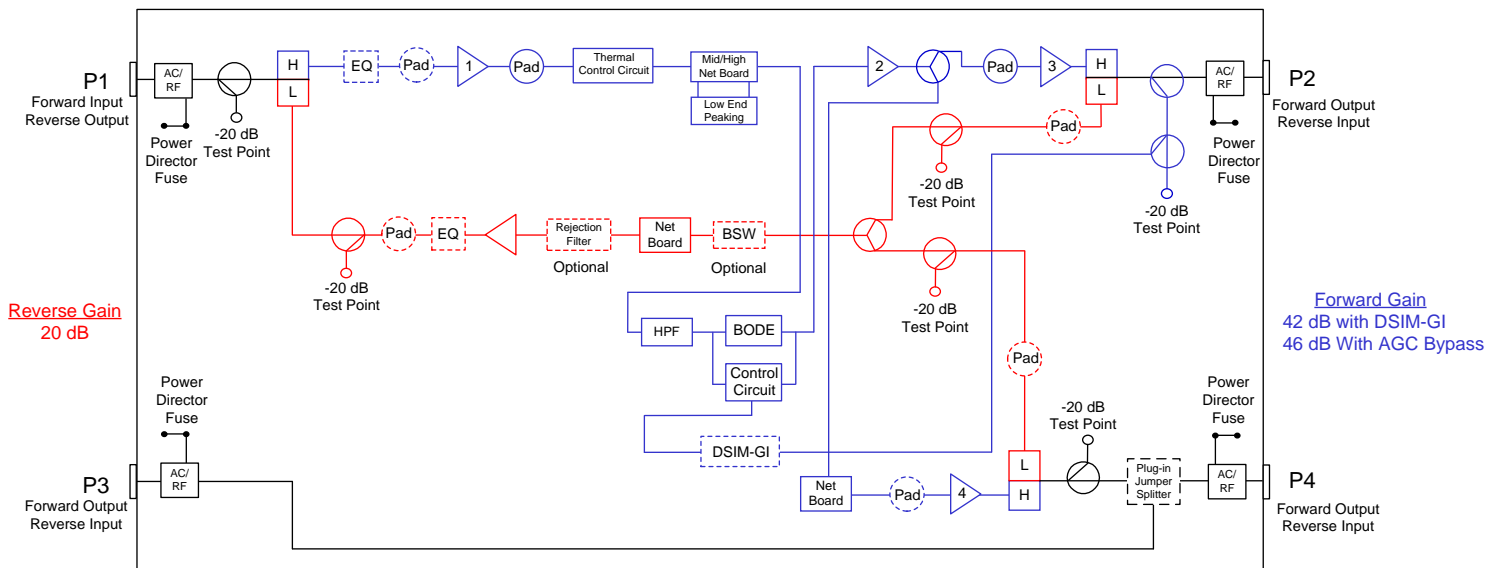 P1
Forward Input
Reverse Output
AC/
RF
Power
Director
Fuse
-20 dB
Test Point
H
L
EQ
Pad
1
Pad
Thermal
Control Circuit
Mid/High
Net Board
Low End
Peaking
2
Pad
3
H
L
AC/
RF
P2
Forward Output
Reverse Input
Power
Director
Fuse
Pad
-20 dB
Test Point
-20 dB
Test Point
-20 dB
Test Point
Pad
EQ
Rejection
Filter
Optional
Net
Board
BSW
Optional
-20 dB
Test Point
Reverse Gain
20 dB
Forward Gain
42 dB with DSIM-GI
46 dB With AGC Bypass
HPF
BODE
Control
Circuit
DSIM-GI
Pad
Power
Director
Fuse
AC/
RF
P3
Forward Output
Reverse Input
Net
Board
Pad
4
L
H
-20 dB
Test Point
Plug-in
Jumper
Splitter
Power
Director
Fuse
AC/
RF
P4
Forward Output
Reverse Input